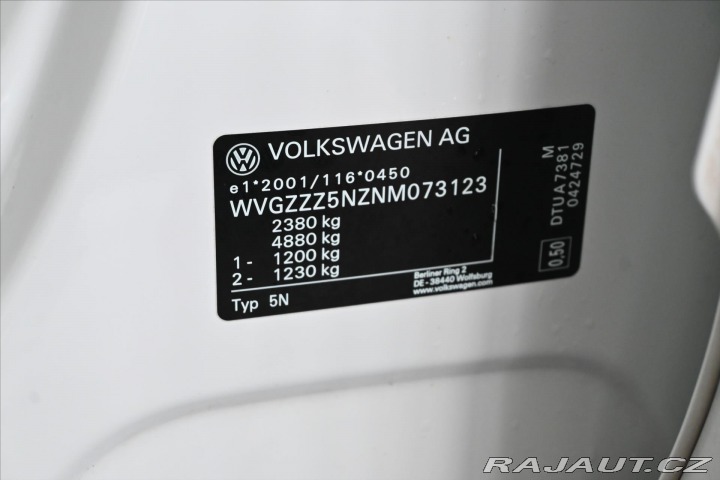 VOLKSWAGEN AG
e1*2001/116*0450
WVGZZZ5NZNM073123
2380 kg
4880 kg
1 - 1200 kg
2 - 1230 kg
Typ 5N
Berliner Ring 2
DE - 38440 Wolfsburg
www.volkswagen.com
0,50
DTUA7381 M
0424729
RAJAUT.CZ